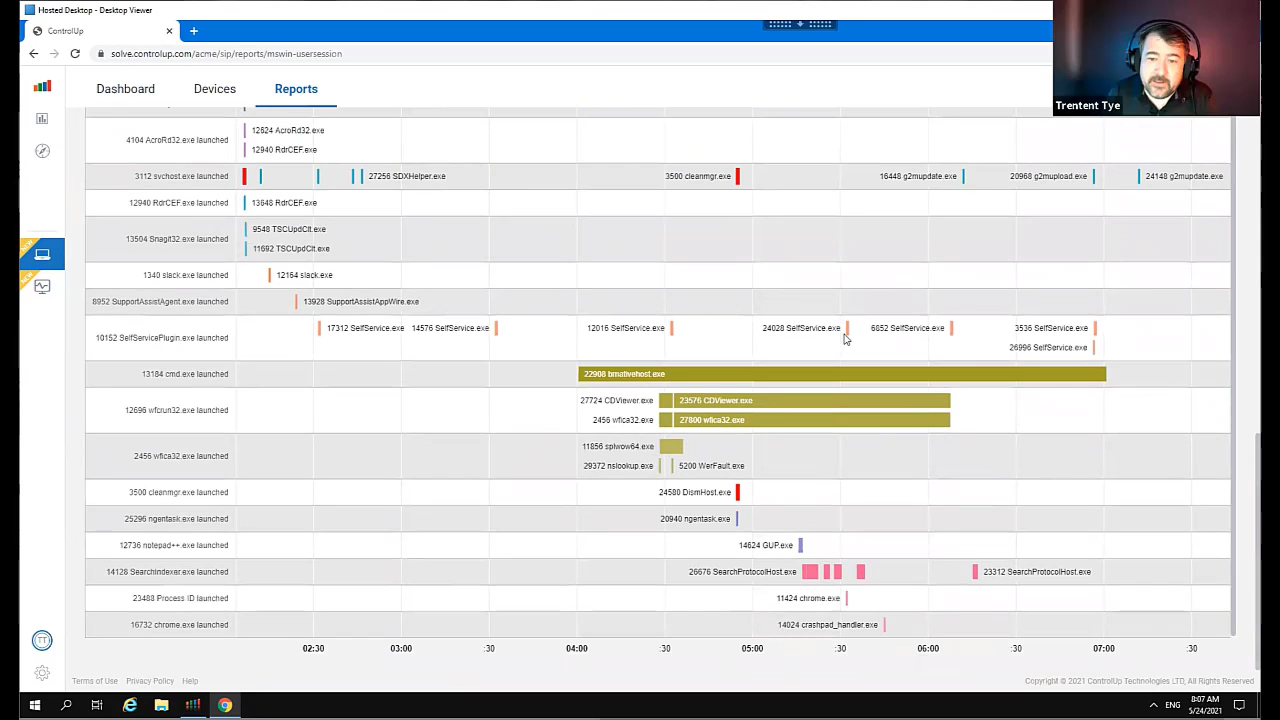 Hosted Desktop - Desktop Viewer
ControlUp
solve.controlup.com/acme/sip/reports/mswin-usersession
Dashboard Devices Reports
Trentent Tye
4104 AcroRd32.exe launched 12624 AcroRd32.exe
12940 RdrCEF.exe
3112 svchost.exe launched 27256 SDXHelper.exe 3500 cleanmgr.exe 16448 g2mupdate.exe 20968 g2mupload.exe 24148 g2mupdate.exe
12940 RdrCEF.exe launched 13648 RdrCEF.exe
13504 Snagit32.exe launched 9548 TSCUpdClt.exe
11692 TSCUpdClt.exe
1340 slack.exe launched 12164 slack.exe
8952 SupportAssistAgent.exe launched 13928 SupportAssistAppWire.exe
10152 SelfServicePlugin.exe launched 17312 SelfService.exe 14576 SelfService.exe 12016 SelfService.exe 24028 SelfService.exe 6852 SelfService.exe 3536 SelfService.exe
26996 SelfService.exe
13184 cmd.exe launched 22908 brnativehost.exe
12696 wfcrun32.exe launched 27724 CDViewer.exe 23576 CDViewer.exe
2456 wfica32.exe 27800 wfica32.exe
2456 wfica32.exe launched 11856 splwow64.exe
29372 nslookup.exe 5200 WerFault.exe
3500 cleanmgr.exe launched 24580 DismHost.exe
25296 ngentask.exe launched 20940 ngentask.exe
12736 notepad++.exe launched 14624 GUP.exe
14128 SearchIndexer.exe launched 26676 SearchProtocolHost.exe 23312 SearchProtocolHost.exe
23488 Process ID launched 11424 chrome.exe
16732 chrome.exe launched 14024 crashpad_handler.exe
02:30 03:00 :30 04:00 :30 05:00 :30 06:00 :30 07:00 :30
TT
Terms of Use Privacy Policy Help Copyright © 2021 ControlUp Technologies LTD, All Rights Reserved
ENG 8:07 AM
5/24/2021